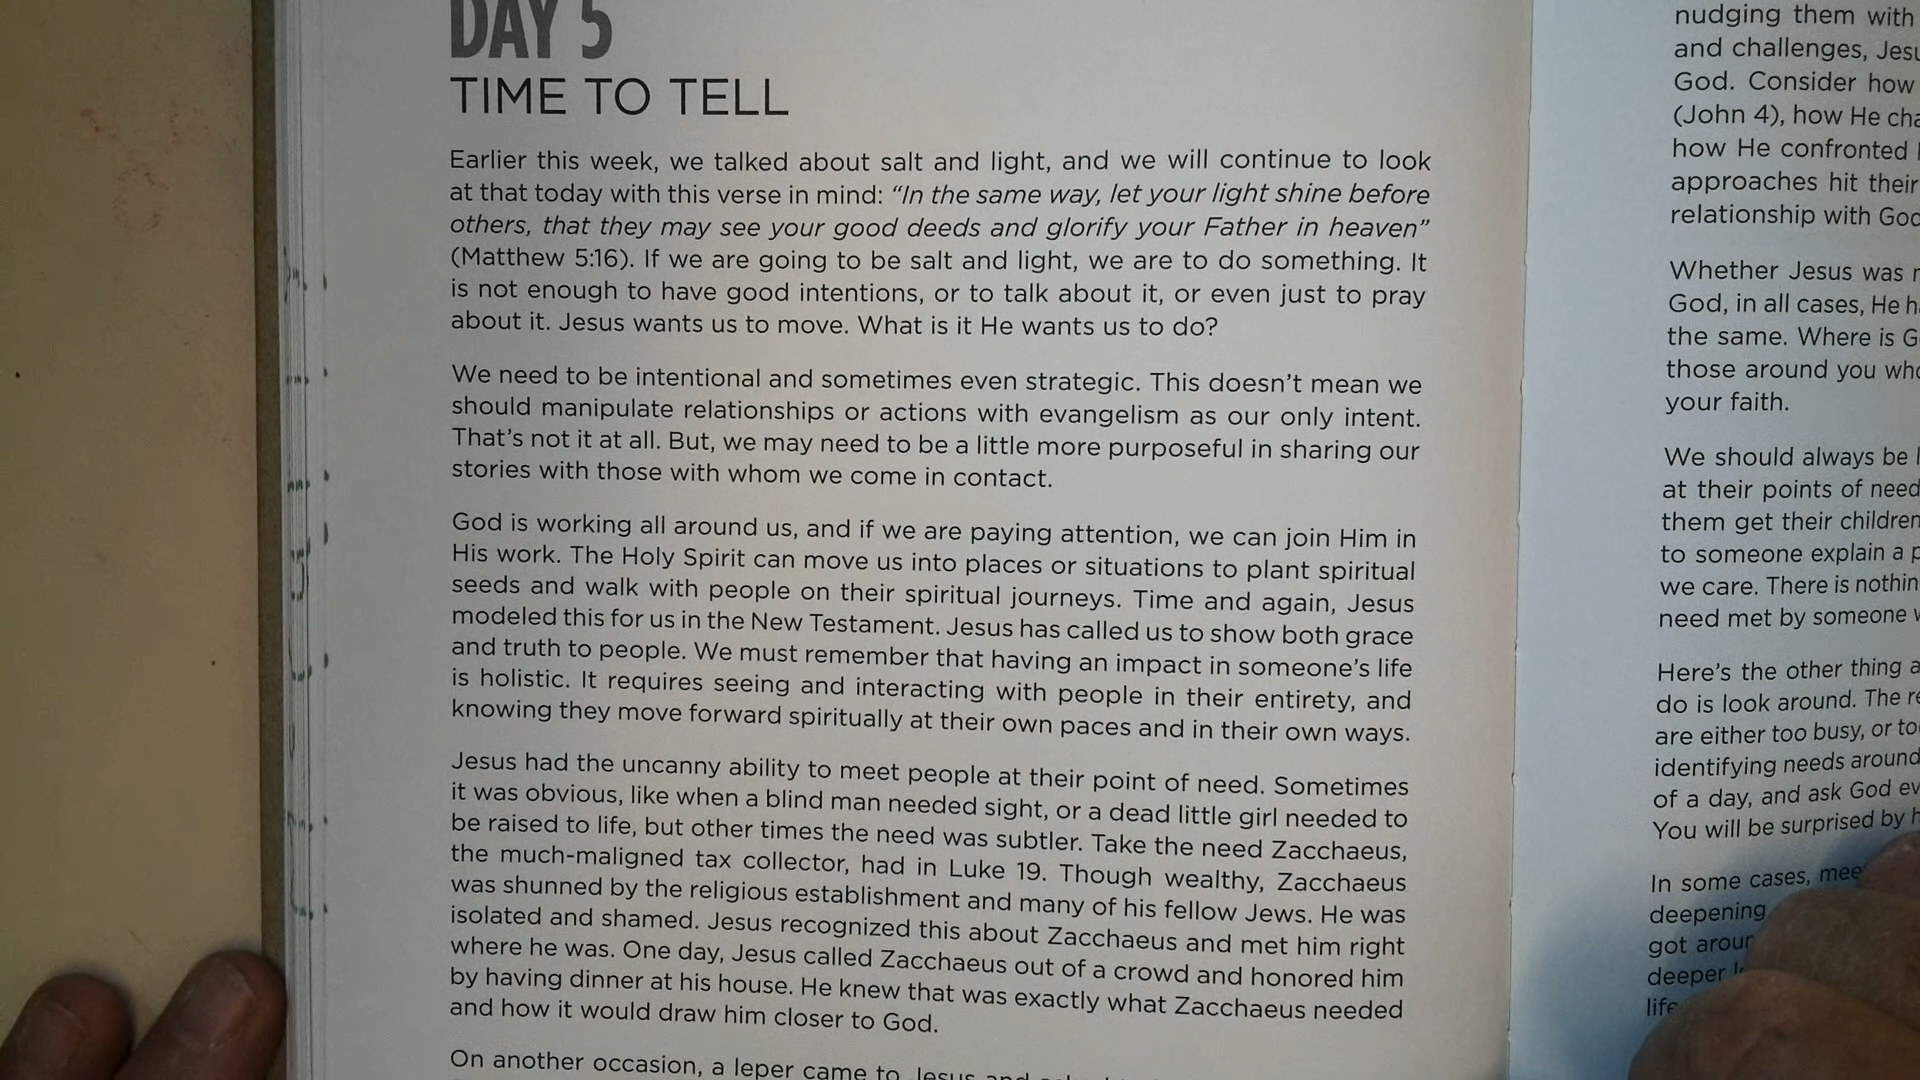 DAY 5
TIME TO TELL
Earlier this week, we talked about salt and light, and we will continue to look
at that today with this verse in mind: “In the same way, let your light shine before
others, that they may see your good deeds and glorify your Father in heaven”
(Matthew 5:16). If we are going to be salt and light, we are to do something. It
is not enough to have good intentions, or to talk about it, or even just to pray
about it. Jesus wants us to move. What is it He wants us to do?
We need to be intentional and sometimes even strategic. This doesn’t mean we
should manipulate relationships or actions with evangelism as our only intent.
That’s not it at all. But, we may need to be a little more purposeful in sharing our
stories with those with whom we come in contact.
God is working all around us, and if we are paying attention, we can join Him in
His work. The Holy Spirit can move us into places or situations to plant spiritual
seeds and walk with people on their spiritual journeys. Time and again, Jesus
modeled this for us in the New Testament. Jesus has called us to show both grace
and truth to people. We must remember that having an impact in someone’s life
is holistic. It requires seeing and interacting with people in their entirety, and
knowing they move forward spiritually at their own paces and in their own ways.
Jesus had the uncanny ability to meet people at their point of need. Sometimes
it was obvious, like when a blind man needed sight, or a dead little girl needed to
be raised to life, but other times the need was subtler. Take the need Zacchaeus,
the much-maligned tax collector, had in Luke 19. Though wealthy, Zacchaeus
was shunned by the religious establishment and many of his fellow Jews. He was
isolated and shamed. Jesus recognized this about Zacchaeus and met him right
where he was. One day, Jesus called Zacchaeus out of a crowd and honored him
by having dinner at his house. He knew that was exactly what Zacchaeus needed
and how it would draw him closer to God.
On another occasion, a leper came to Jesus and
nudging them with
and challenges,
God. Consider how
(John 4), how He
how He confronted
approaches hit their
relationship with
Whether Jesus was
God, in all cases, He
the same. Where is
those around you
your faith.
We should always be
at their points of need
them get their children
to someone explain a
we care. There is
need met by someone
Here’s the other thing
do is look around. The
are either too busy, or
identifying needs around
of a day, and ask God
You will be surprised by
In some cases,
deepening
got
deeper